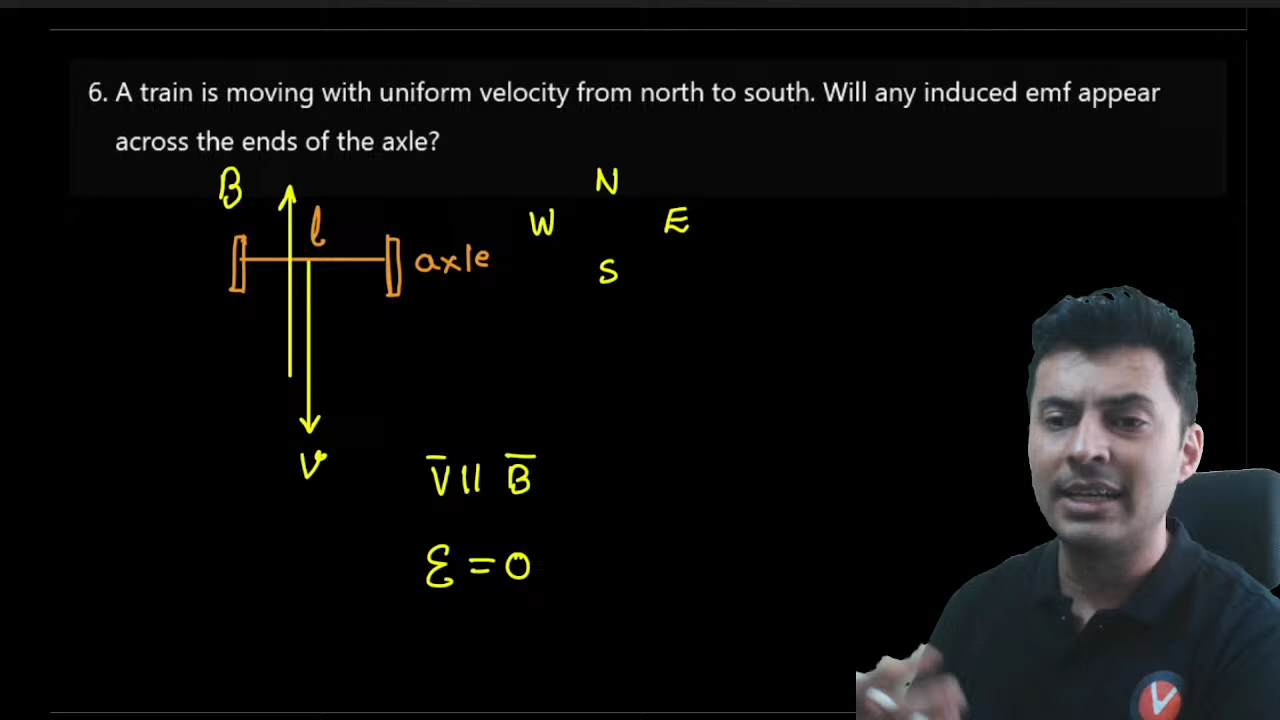 6. A train is moving with uniform velocity from north to south. Will any induced emf appear
across the ends of the axle?
B
N
l
W E
axle
S
V
V || B
ε = 0
V